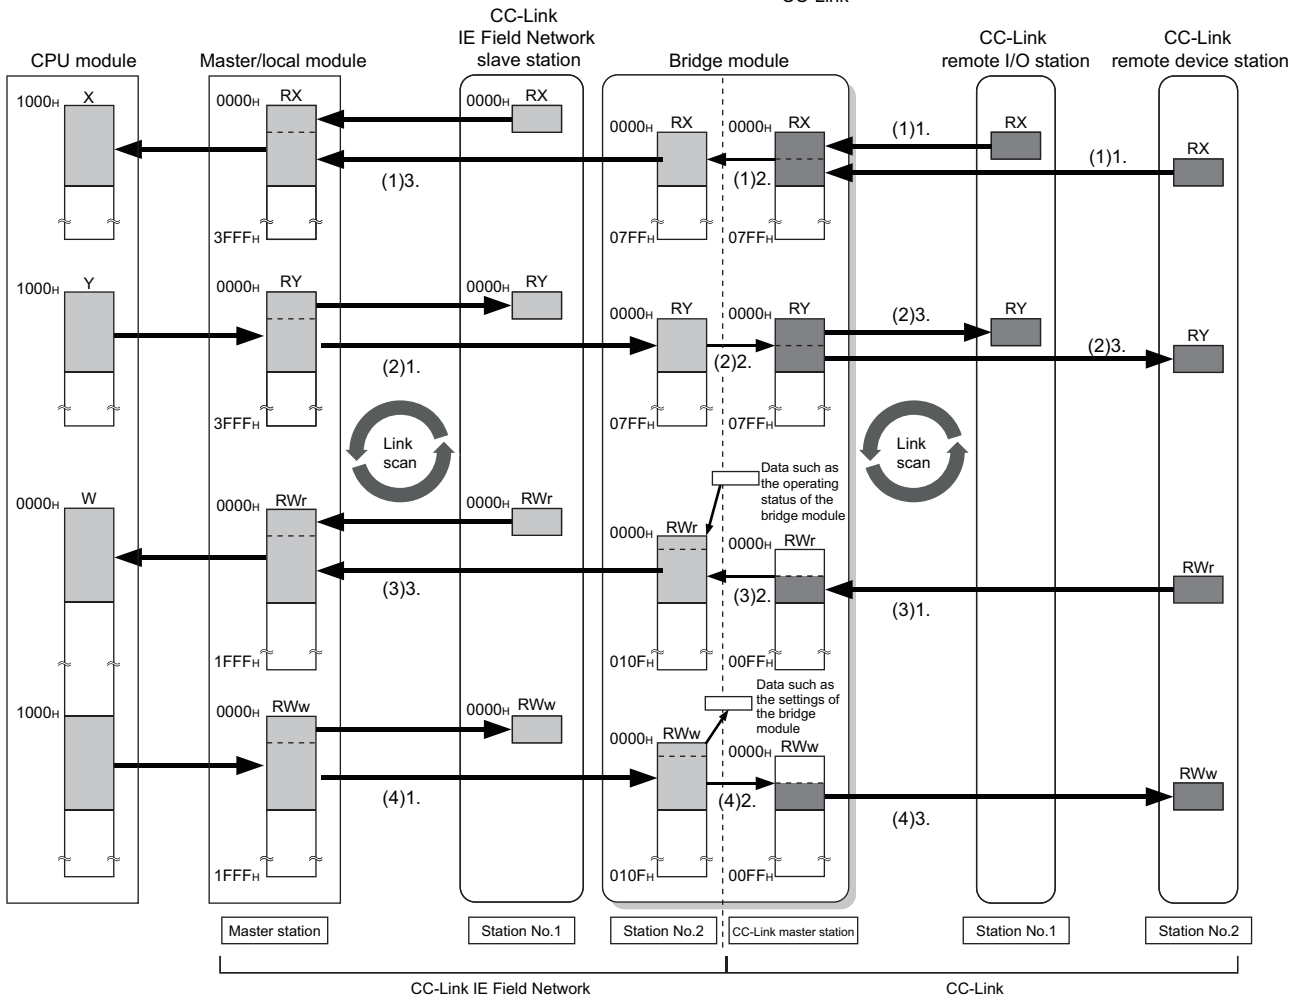 CC-Link
CC-Link
IE Field Network
slave station
CPU module
Master/local module
Bridge module
CC-Link
remote I/O station
CC-Link
remote device station
1000H X
0000H RX
0000H RX
0000H RX
0000H RX
RX
RX
(1)1.
(1)1.
(1)2.
(1)3.
3FFFH
07FFH
07FFH
1000H Y
0000H RY
0000H RY
0000H RY
0000H RY
RY
RY
(2)3.
(2)3.
(2)2.
(2)1.
3FFFH
07FFH
07FFH
Link
scan
Link
scan
Data such as
the operating
status of the
bridge module
0000H W
0000H RWr
0000H RWr
0000H RWr
0000H RWr
RWr
(3)3.
(3)2.
(3)1.
1FFFH
010FH
00FFH
Data such as
the settings of
the bridge
module
1000H
0000H RWw
0000H RWw
0000H RWw
0000H RWw
RWw
(4)1.
(4)2.
(4)3.
1FFFH
010FH
00FFH
Master station
Station No.1
Station No.2
CC-Link master station
Station No.1
Station No.2
CC-Link IE Field Network
CC-Link